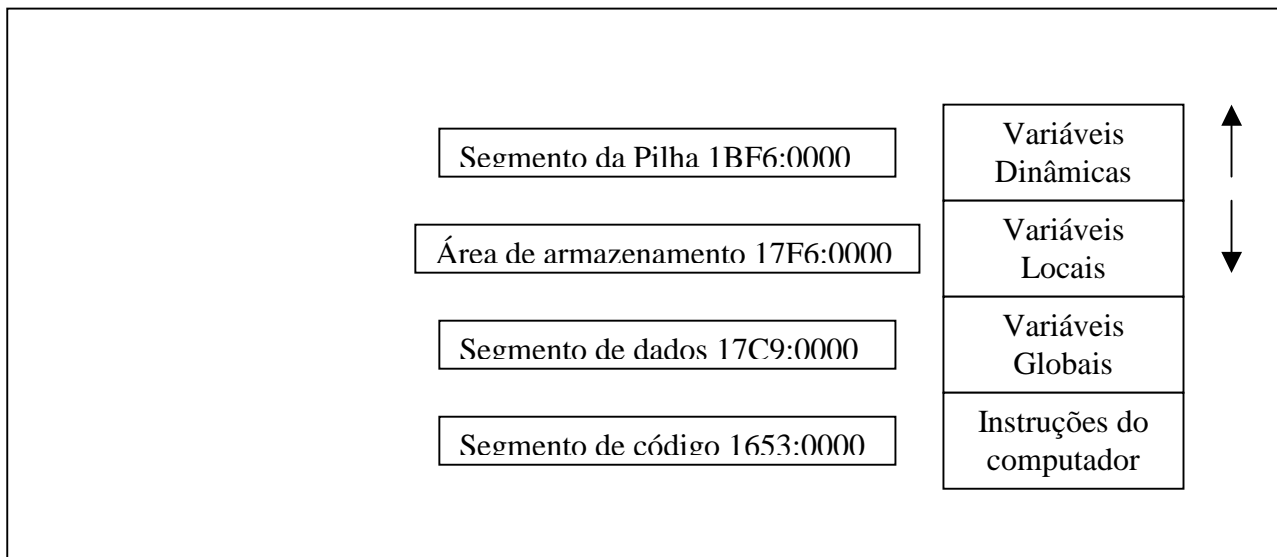 Segmento da Pilha 1BF6:0000
Variáveis
Dinâmicas
Área de armazenamento 17F6:0000
Variáveis
Locais
Segmento de dados 17C9:0000
Variáveis
Globais
Segmento de código 1653:0000
Instruções do
computador